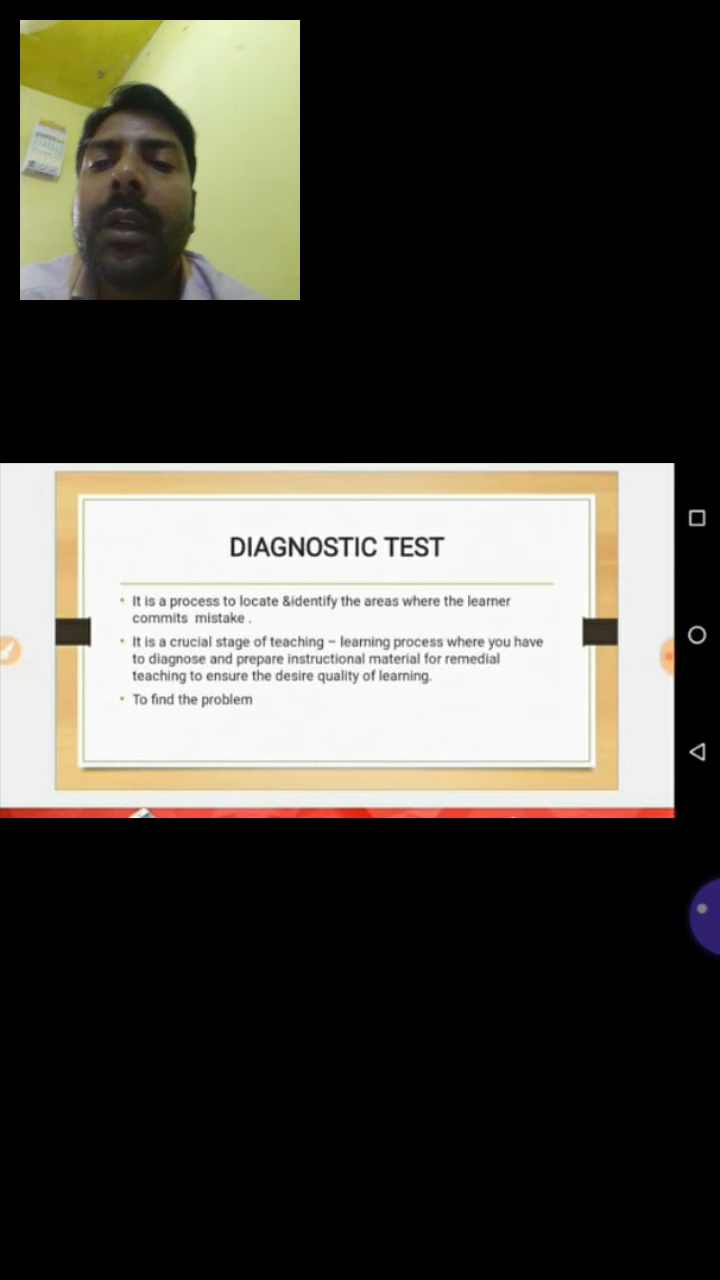 DIAGNOSTIC TEST
• It is a process to locate &identify the areas where the learner
commits mistake .
• It is a crucial stage of teaching – learning process where you have
to diagnose and prepare instructional material for remedial
teaching to ensure the desire quality of learning.
• To find the problem